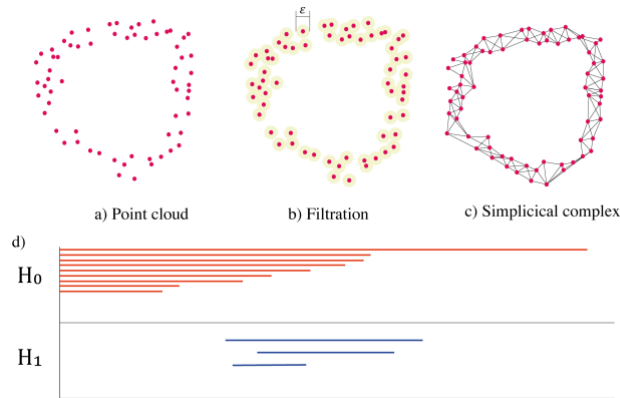 ε
a) Point cloud
b) Filtration
c) Simplicical complex
d)
H₀
H₁